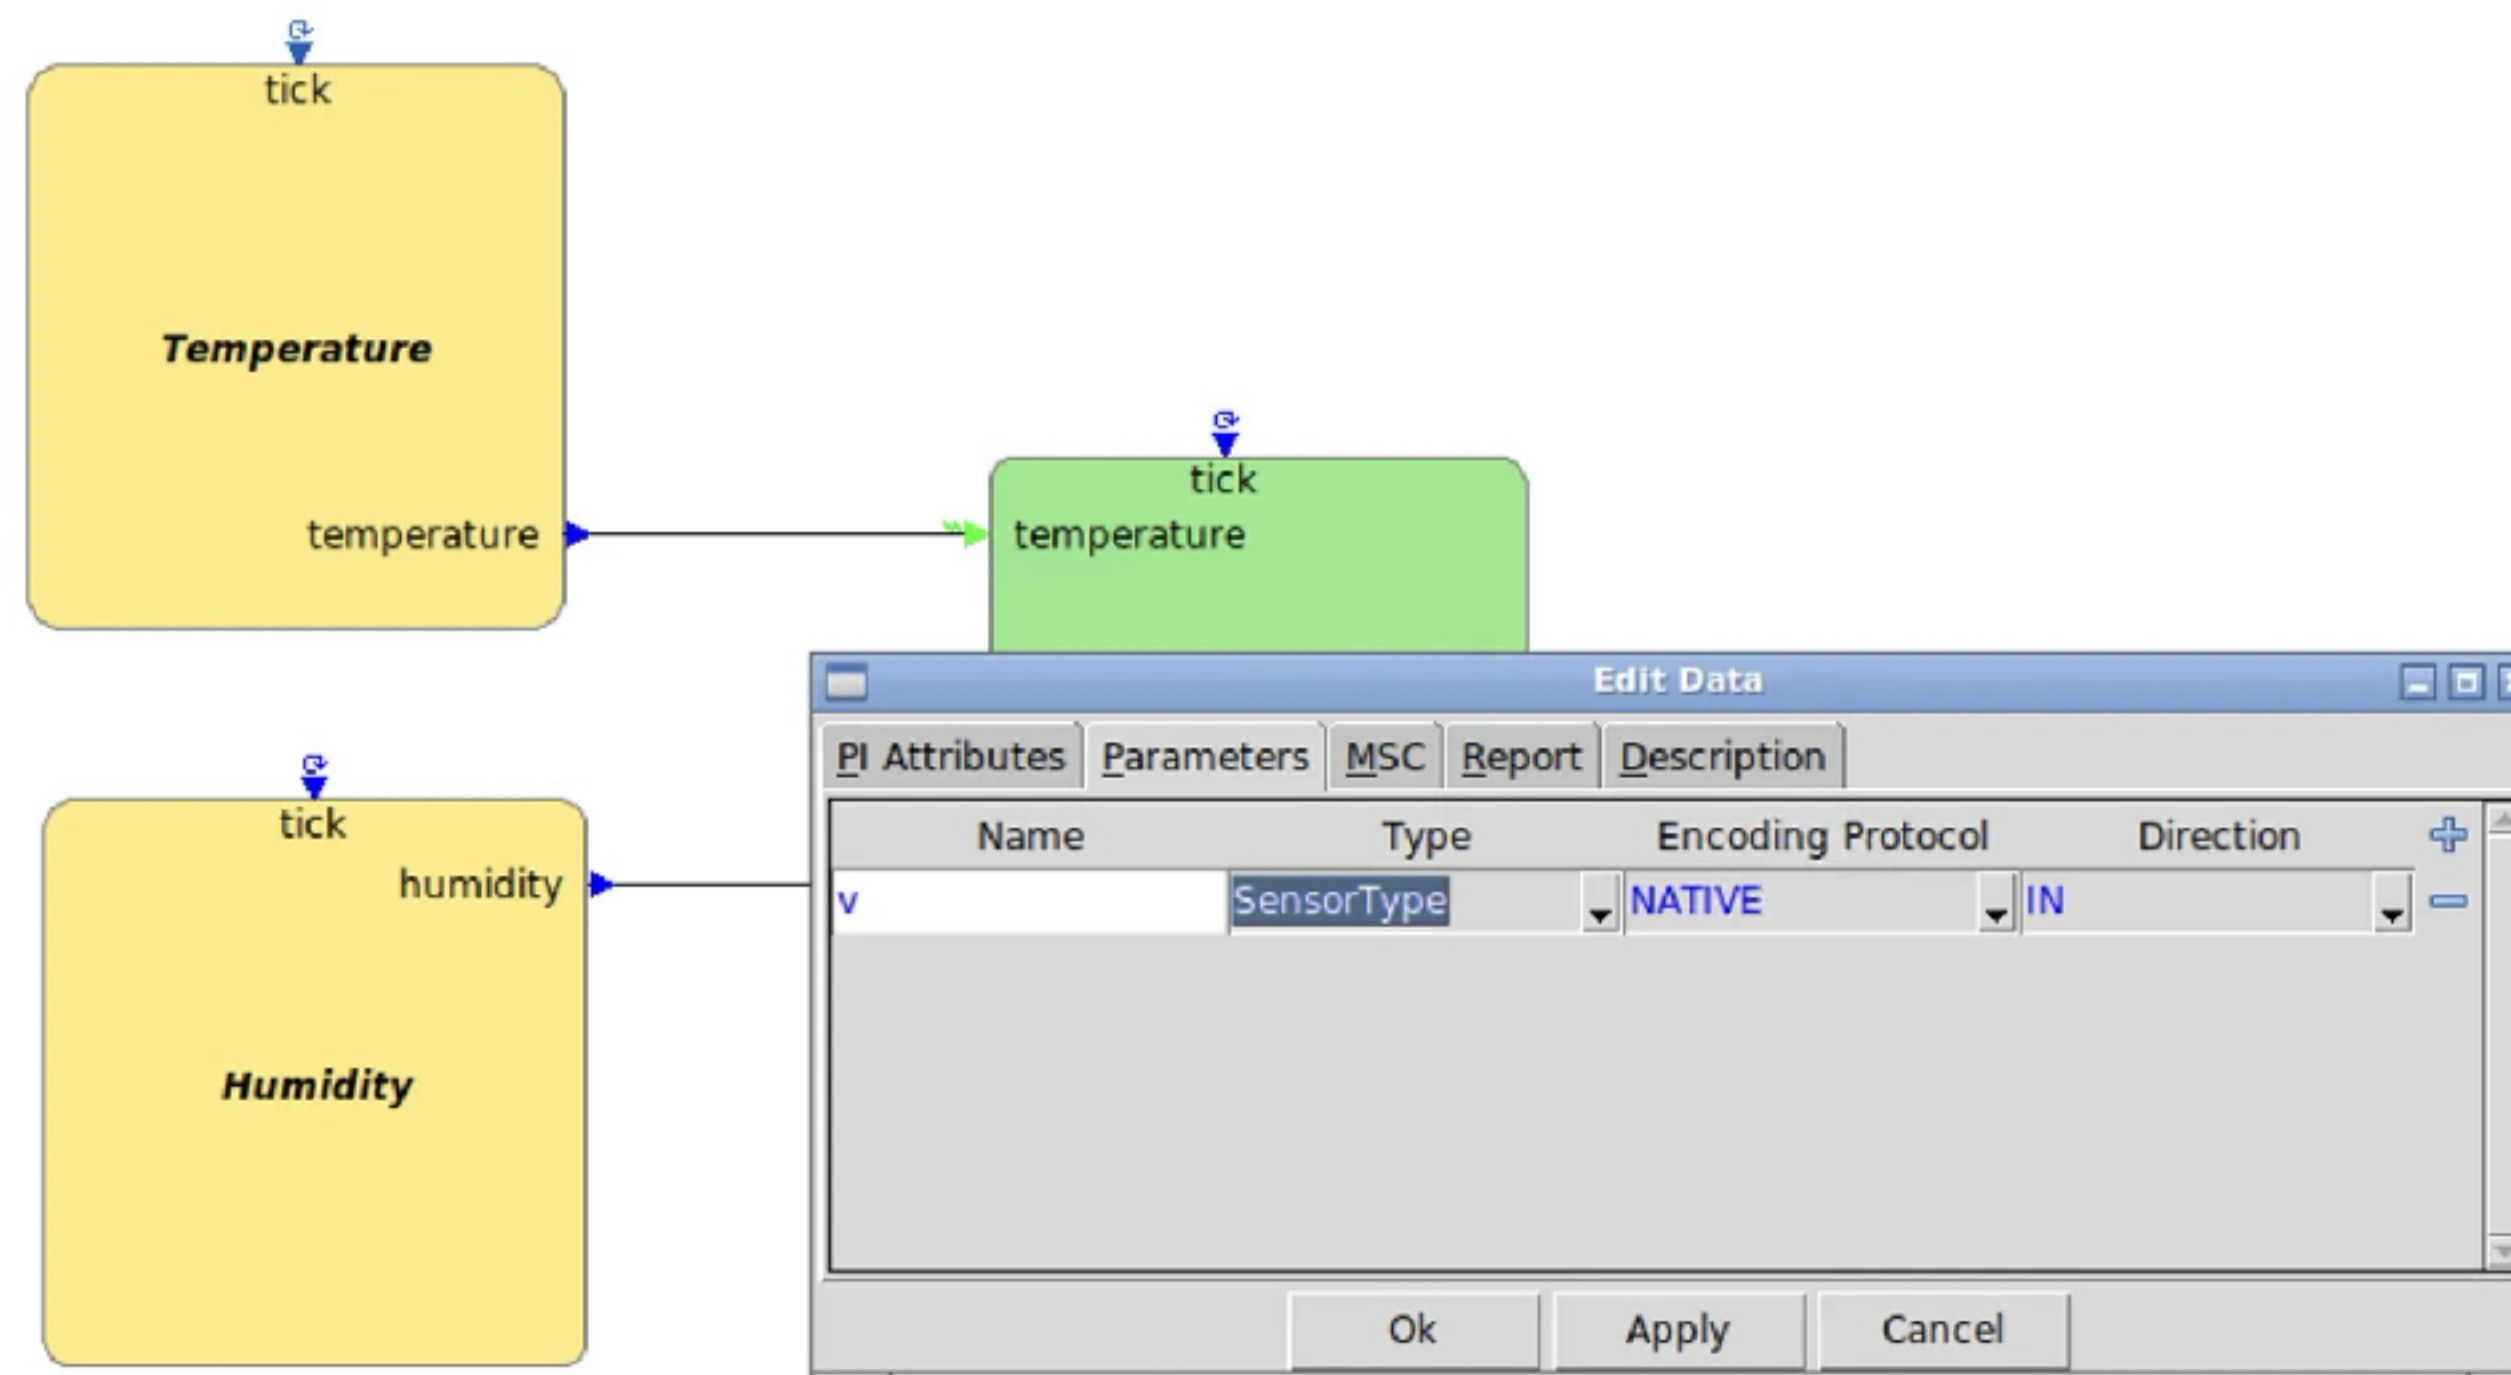 tick
Temperature
temperature
tick
temperature
tick
humidity
Humidity
Edit Data
PI Attributes Parameters MSC Report Description
Name Type Encoding Protocol Direction
v SensorType NATIVE IN
Ok Apply Cancel